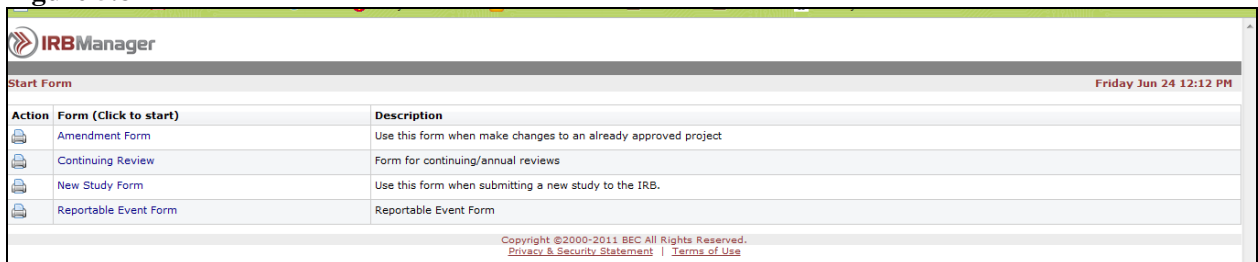 IRBManager
Start Form Friday Jun 24 12:12 PM
Action Form (Click to start) Description
Amendment Form Use this form when make changes to an already approved project
Continuing Review Form for continuing/annual reviews
New Study Form Use this form when submitting a new study to the IRB.
Reportable Event Form Reportable Event Form
Copyright ©2000-2011 BEC All Rights Reserved.
Privacy & Security Statement | Terms of Use